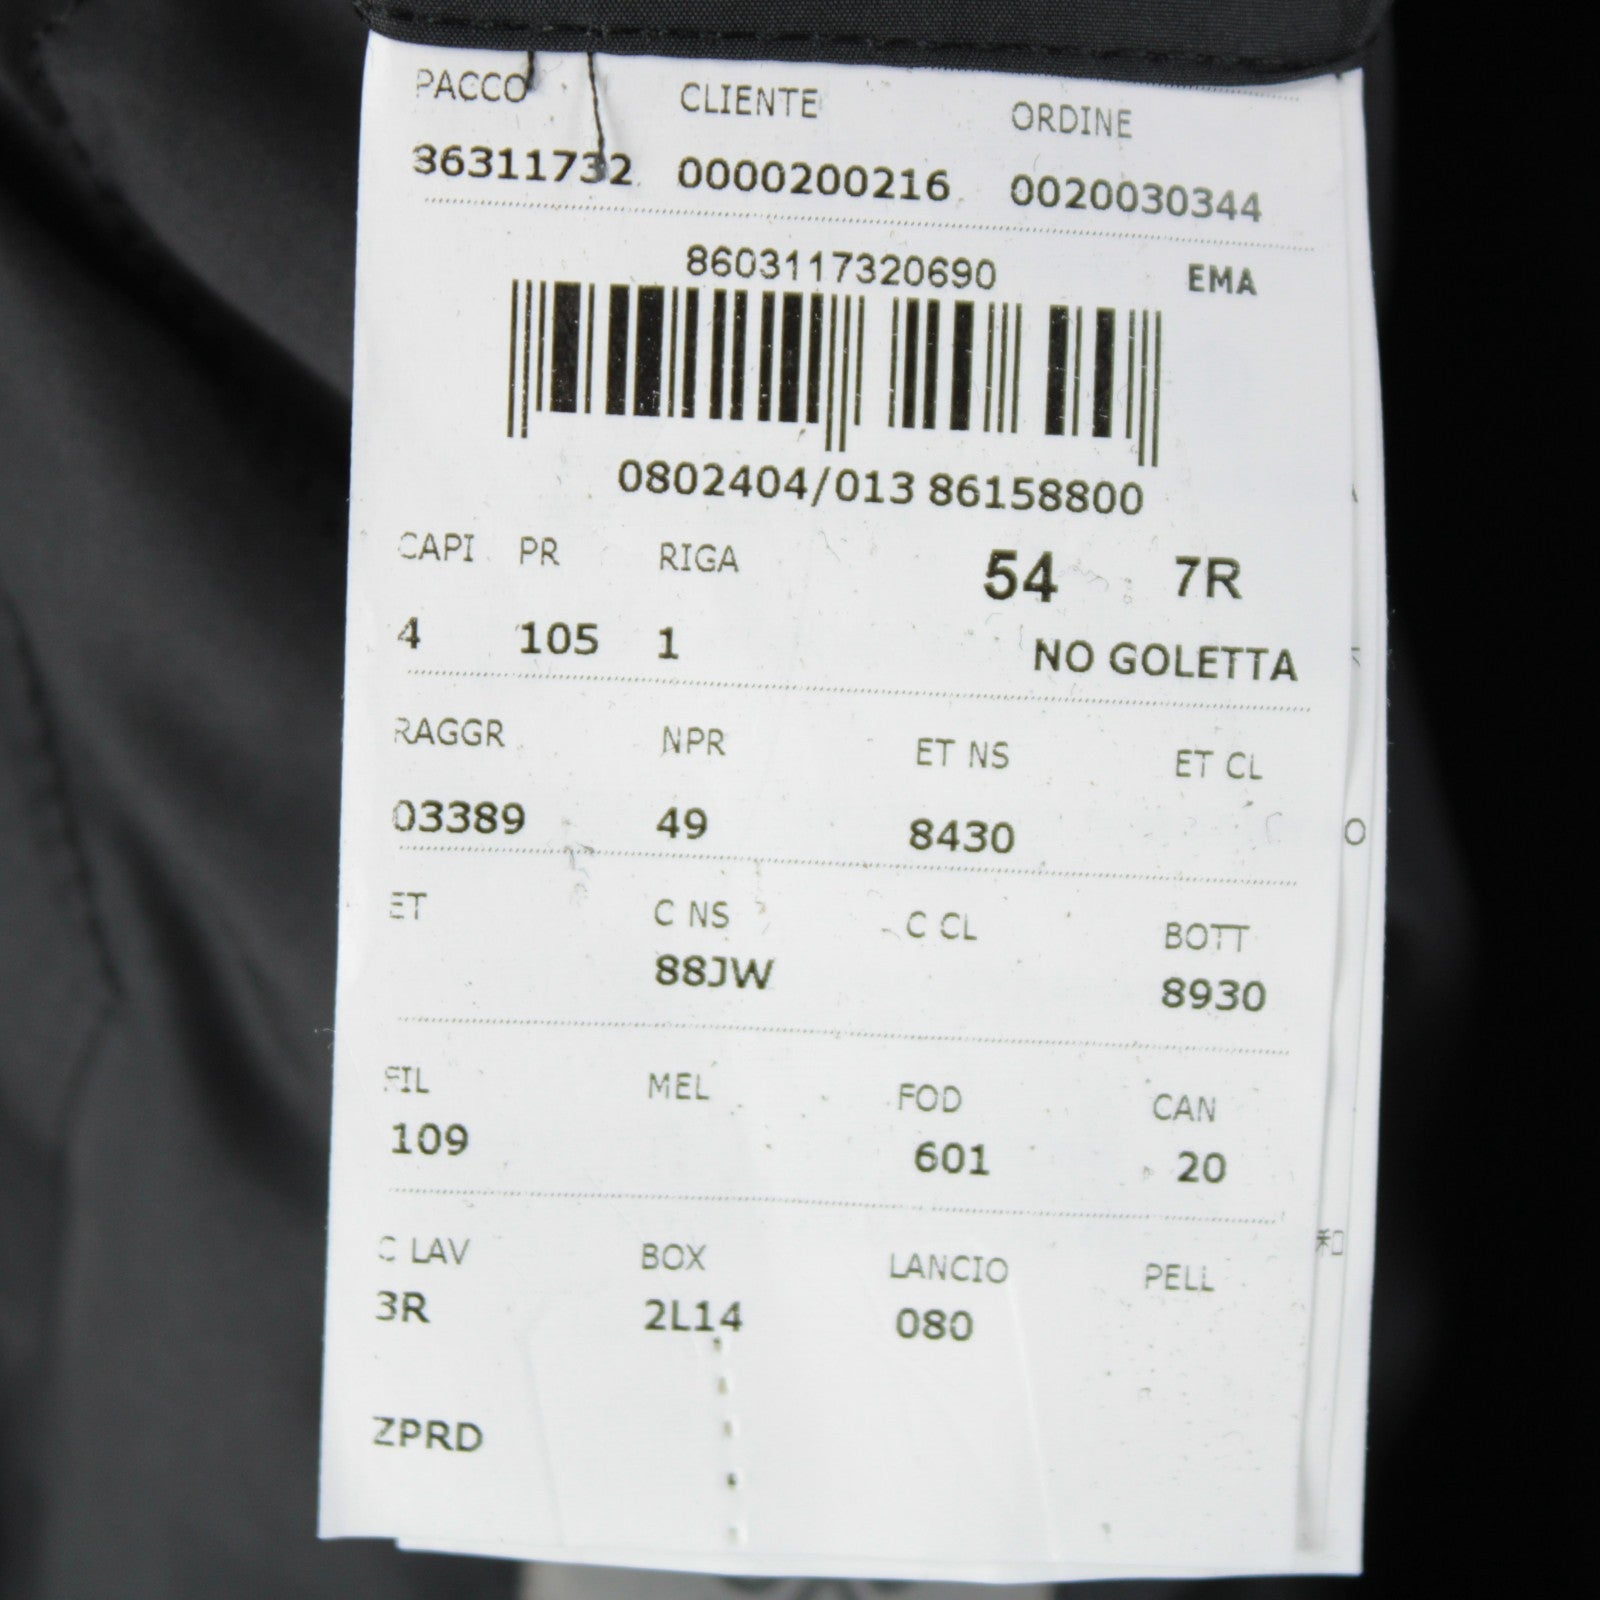 PACCO CLIENTE ORDINE
36311732 0000200216 0020030344
8603117320690 EMA
0802404/013 86158800
CAPI PR RIGA 54 7R
4 105 1 NO GOLETTA
RAGGR NPR ET NS ET CL
03389 49 8430
ET C NS C CL BOTT
88JW 8930
FIL MEL FOD CAN
109 601 20
C LAV BOX LANCIO PELL
3R 2L14 080
ZPRD
和